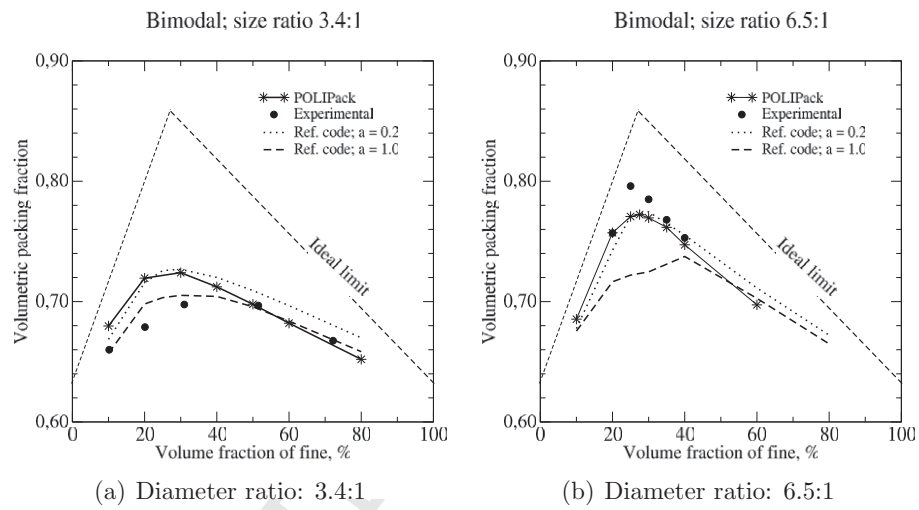 Bimodal; size ratio 3.4:1
0,90
0,80
0,70
0,60
Volumetric packing fraction
POLIPack
Experimental
Ref. code; a = 0.2
Ref. code; a = 1.0
Ideal limit
0 20 40 60 80 100
Volume fraction of fine, %
(a) Diameter ratio: 3.4:1
Bimodal; size ratio 6.5:1
0,90
0,80
0,70
0,60
Volumetric packing fraction
POLIPack
Experimental
Ref. code; a = 0.2
Ref. code; a = 1.0
Ideal limit
0 20 40 60 80 100
Volume fraction of fine, %
(b) Diameter ratio: 6.5:1